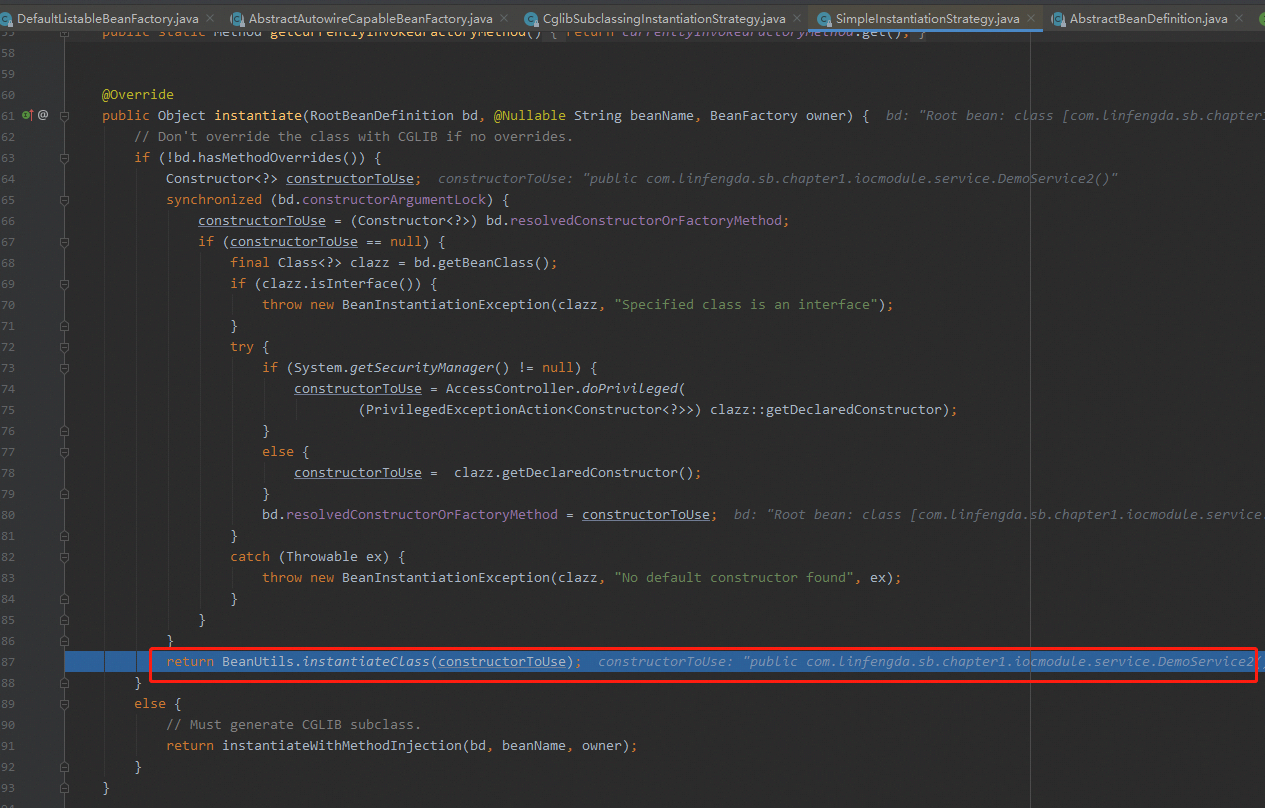 DefaultListableBeanFactory.java × AbstractAutowireCapableBeanFactory.java × CglibSubclassingInstantiationStrategy.java × SimpleInstantiationStrategy.java × AbstractBeanDefinition.java ×
55 public static Method getCurrentlyInvokedFactoryMethod() { return currentlyInvokedFactoryMethod.get(); }
58
59
60 @Override
61 @ public Object instantiate(RootBeanDefinition bd, @Nullable String beanName, BeanFactory owner) { bd: "Root bean: class [com.linfengda.sb.chapter1
62 // Don't override the class with CGLIB if no overrides.
63 if (!bd.hasMethodOverrides()) {
64 Constructor<?> constructorToUse; constructorToUse: "public com.linfengda.sb.chapter1.iocmodule.service.DemoService2()"
65 synchronized (bd.constructorArgumentLock) {
66 constructorToUse = (Constructor<?>) bd.resolvedConstructorOrFactoryMethod;
67 if (constructorToUse == null) {
68 final Class<?> clazz = bd.getBeanClass();
69 if (clazz.isInterface()) {
70 throw new BeanInstantiationException(clazz, "Specified class is an interface");
71 }
72 try {
73 if (System.getSecurityManager() != null) {
74 constructorToUse = AccessController.doPrivileged(
75 (PrivilegedExceptionAction<Constructor<?>>) clazz::getDeclaredConstructor);
76 }
77 else {
78 constructorToUse = clazz.getDeclaredConstructor();
79 }
80 bd.resolvedConstructorOrFactoryMethod = constructorToUse; bd: "Root bean: class [com.linfengda.sb.chapter1.iocmodule.service
81 }
82 catch (Throwable ex) {
83 throw new BeanInstantiationException(clazz, "No default constructor found", ex);
84 }
85 }
86 }
87 return BeanUtils.instantiateClass(constructorToUse); constructorToUse: "public com.linfengda.sb.chapter1.iocmodule.service.DemoService2(
88 }
89 else {
90 // Must generate CGLIB subclass.
91 return instantiateWithMethodInjection(bd, beanName, owner);
92 }
93 }